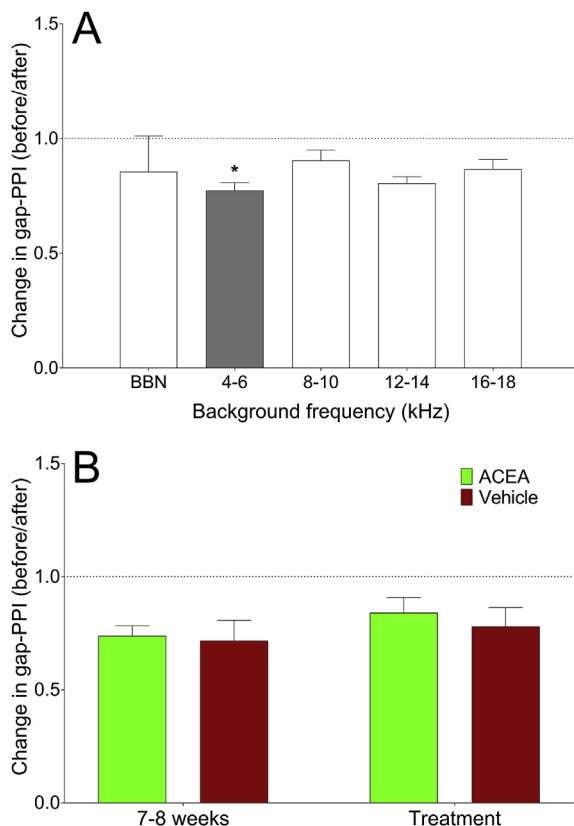 A
Change in gap-PPI (before/after)
1.5
1.0
0.5
0.0
*
BBN 4-6 8-10 12-14 16-18
Background frequency (kHz)
B
Change in gap-PPI (before/after)
1.5
1.0
0.5
0.0
ACEA
Vehicle
7-8 weeks Treatment